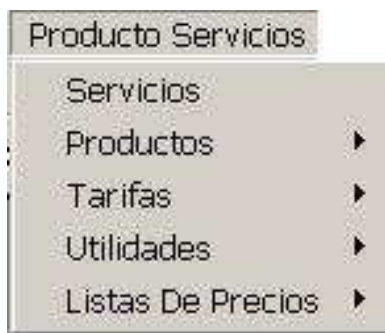 Producto Servicios
Servicios
Productos
Tarifas
Utilidades
Listas De Precios